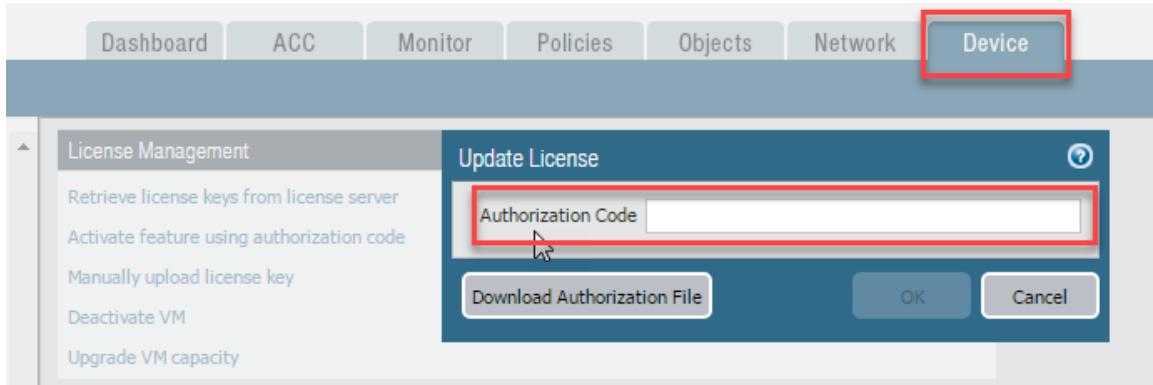 Dashboard ACC Monitor Policies Objects Network Device
License Management
Retrieve license keys from license server
Activate feature using authorization code
Manually upload license key
Deactivate VM
Upgrade VM capacity
Update License ?
Authorization Code
Download Authorization File OK Cancel